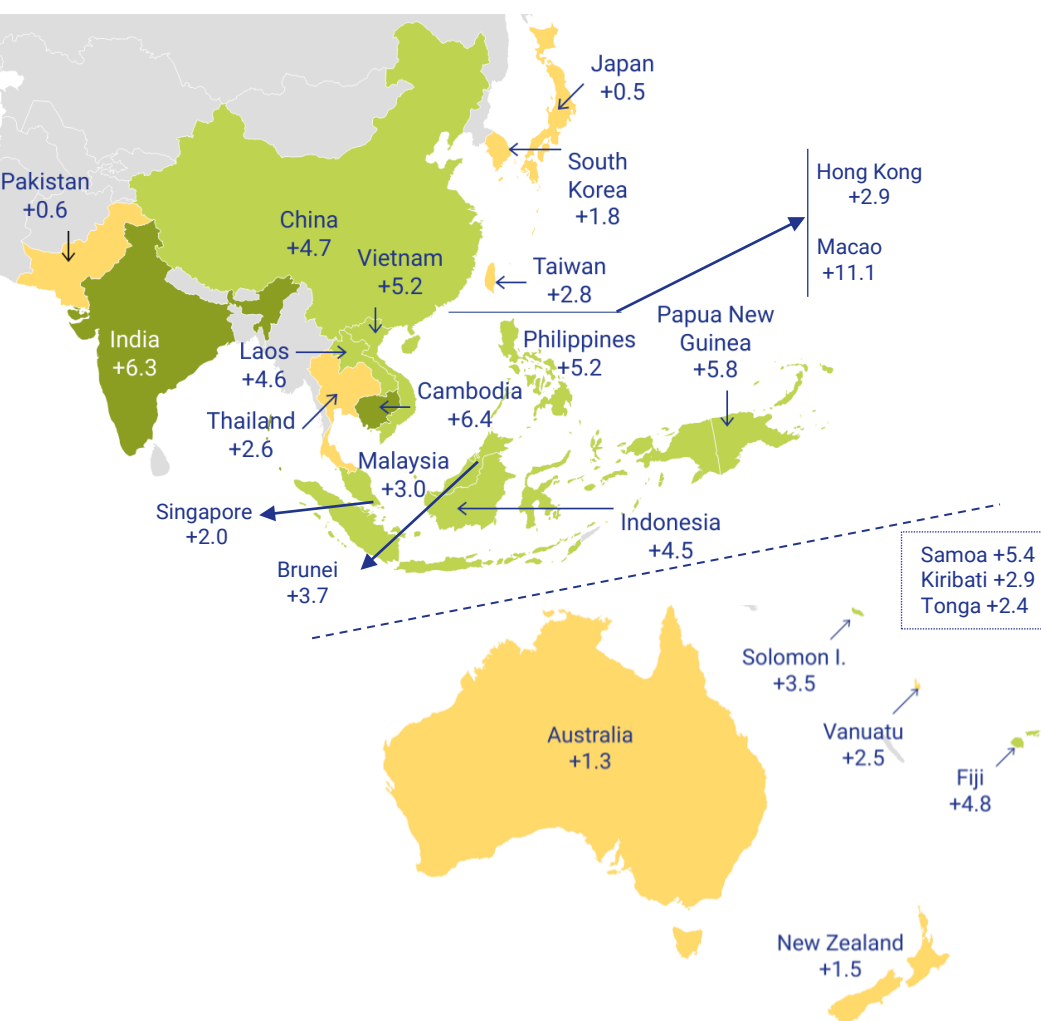 Japan
+0.5
South
Korea
+1.8
Hong Kong
+2.9
Macao
+11.1
Pakistan
+0.6
China
+4.7
Vietnam
+5.2
Taiwan
+2.8
India
+6.3
Laos
+4.6
Philippines
+5.2
Papua New
Guinea
+5.8
Cambodia
+6.4
Thailand
+2.6
Malaysia
+3.0
Singapore
+2.0
Indonesia
+4.5
Brunei
+3.7
Samoa +5.4
Kiribati +2.9
Tonga +2.4
Solomon I.
+3.5
Vanuatu
+2.5
Australia
+1.3
Fiji
+4.8
New Zealand
+1.5